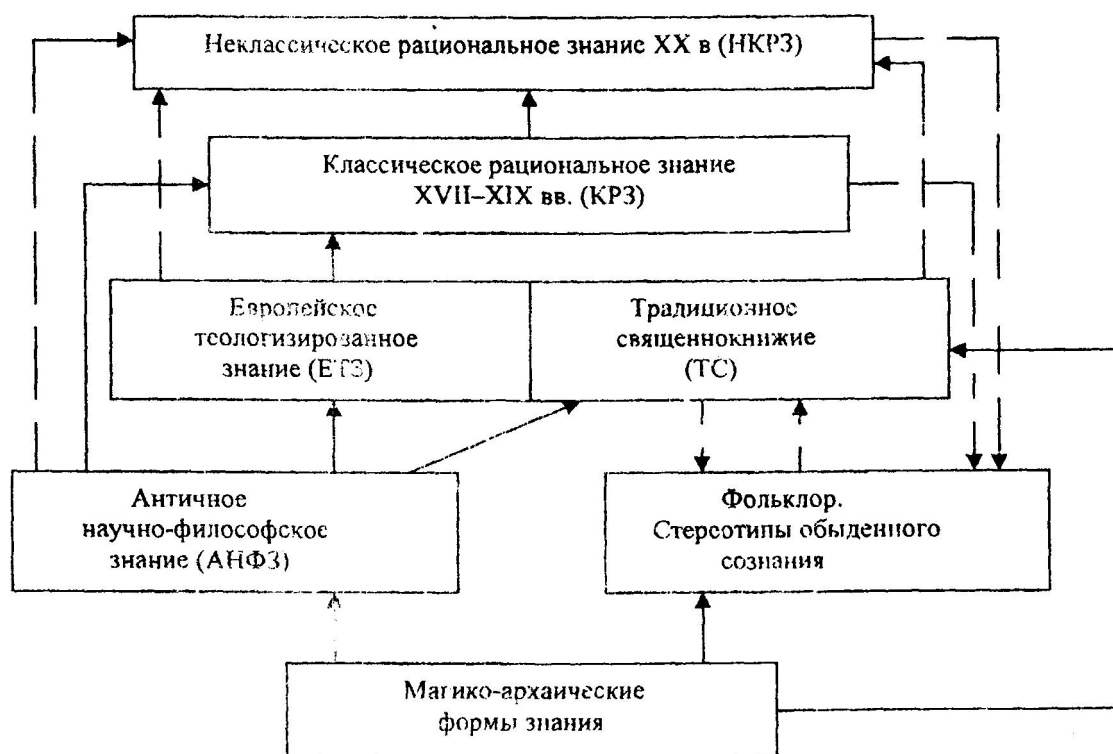 Неклассическое рациональное знание XX в (НКРЗ)
Классическое рациональное знание
XVII–XIX вв. (КРЗ)
Европейское
теологизированное
знание (ЕТЗ)
Традиционное
священнокнижие
(ТС)
Античное
научно-философское
знание (АНФЗ)
Фольклор.
Стереотипы обыденного
сознания
Магико-архаические
формы знания